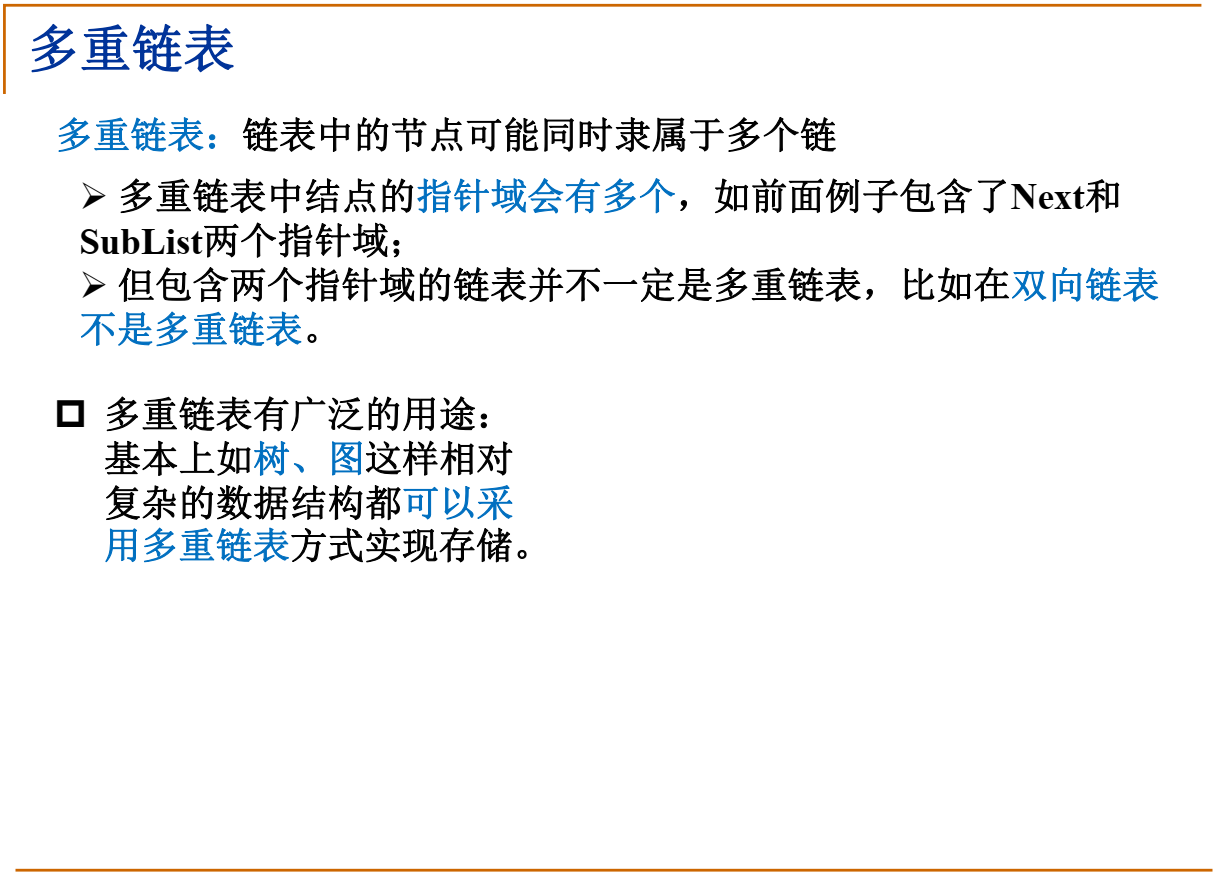 多重链表
多重链表：链表中的节点可能同时隶属于多个链
➢ 多重链表中结点的指针域会有多个，如前面例子包含了Next和
SubList两个指针域；
➢ 但包含两个指针域的链表并不一定是多重链表，比如在双向链表
不是多重链表。
多重链表有广泛的用途：
基本上如树、图这样相对
复杂的数据结构都可以采
用多重链表方式实现存储。